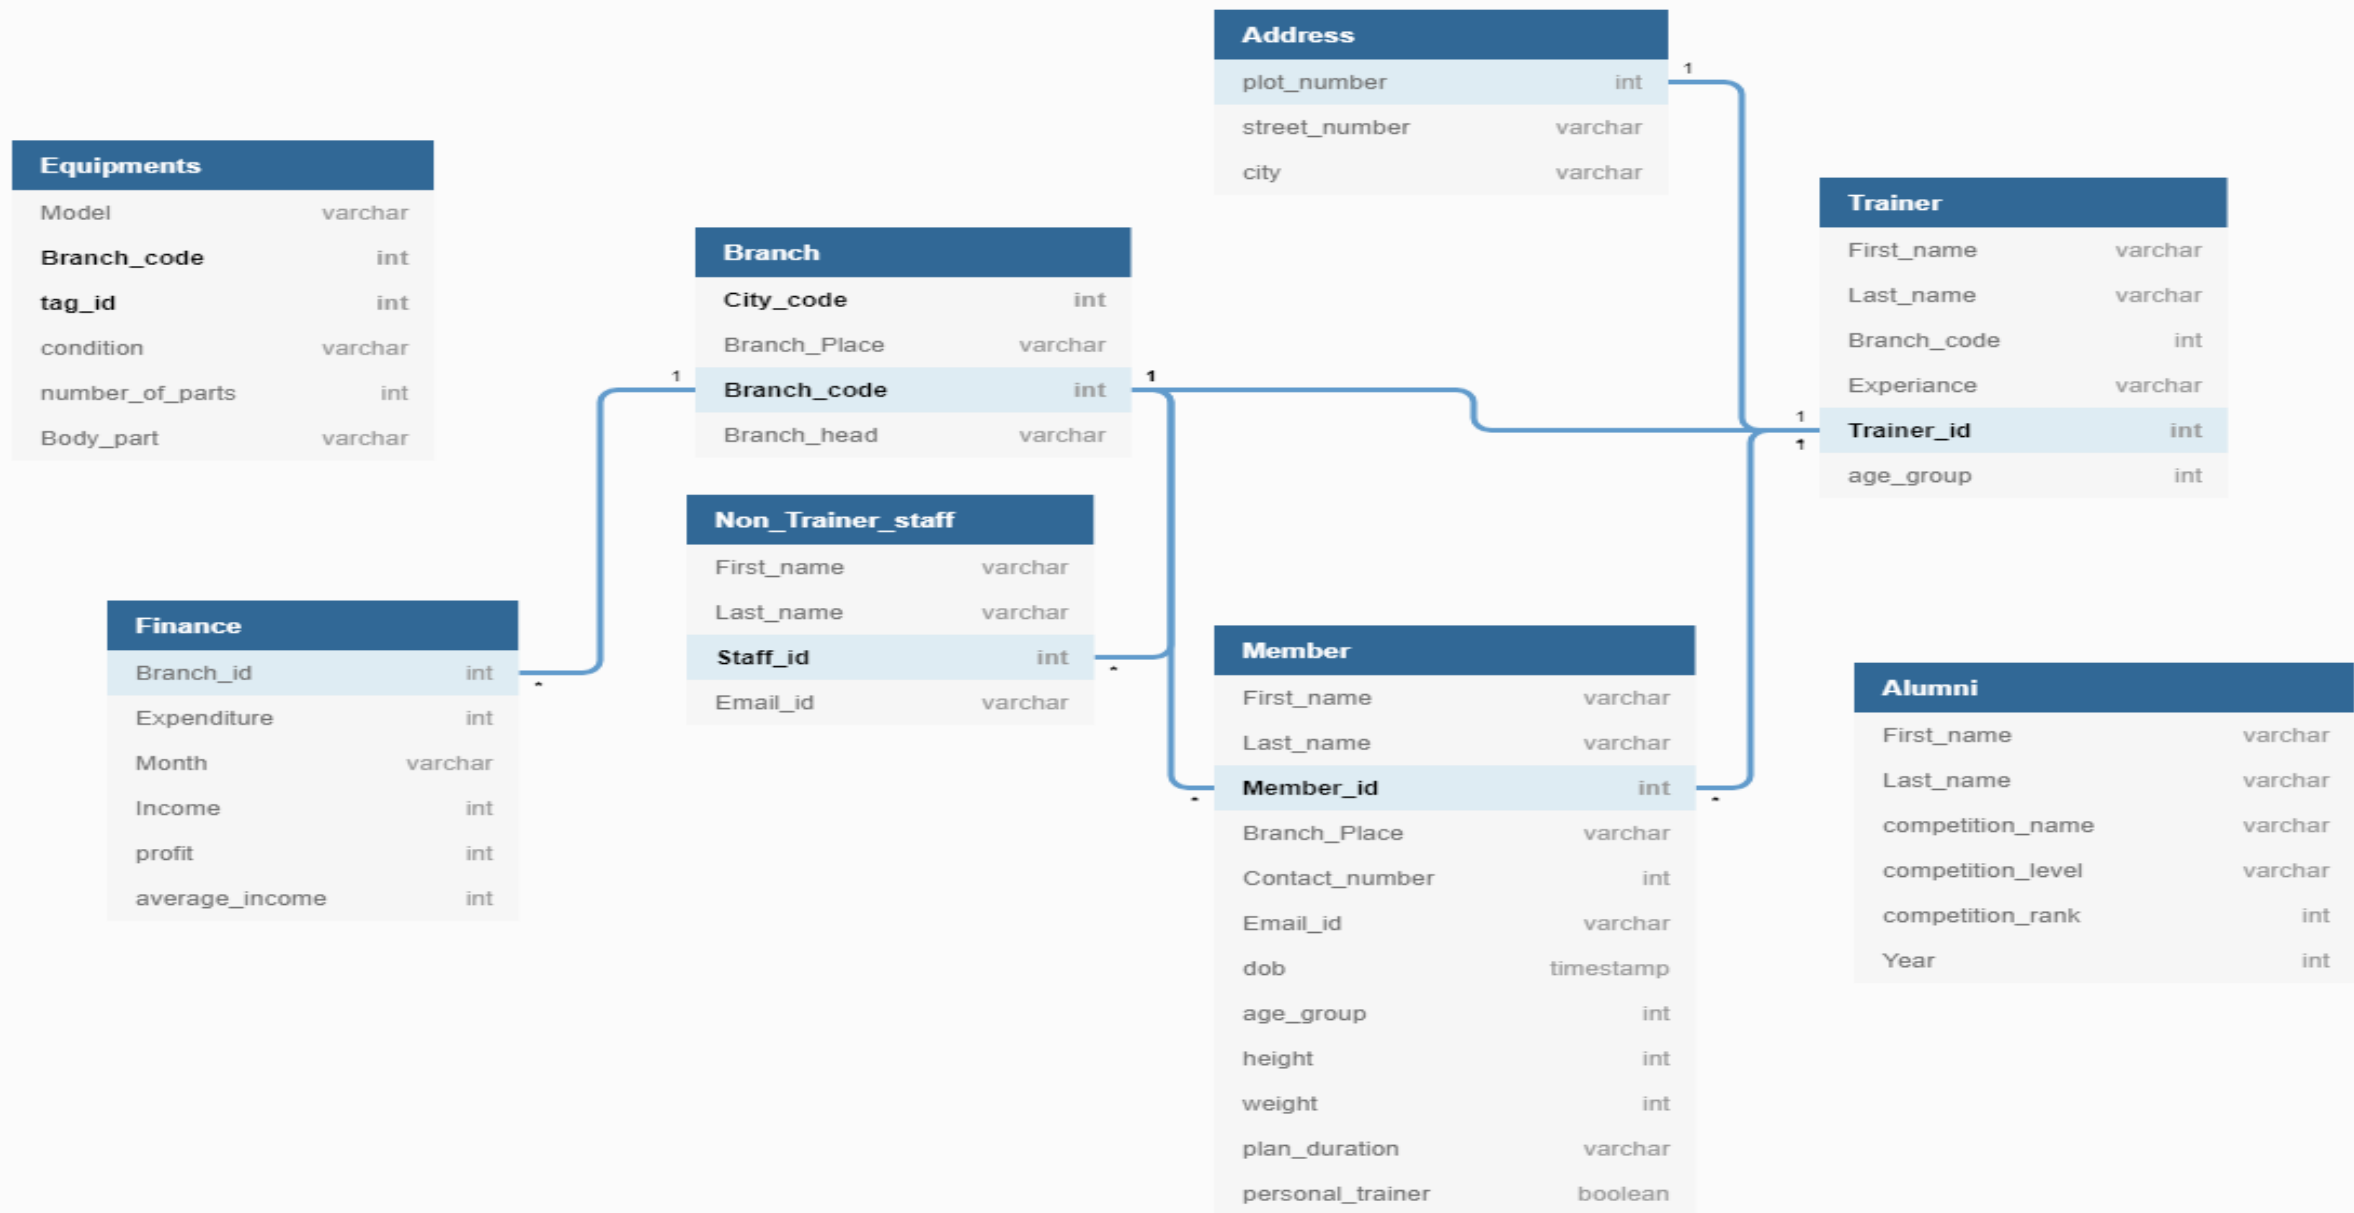 Address
plot_number int
street_number varchar
city varchar
1
Equipments
Model varchar
Branch_code int
tag_id int
condition varchar
number_of_parts int
Body_part varchar
Branch
City_code int
Branch_Place varchar
Branch_code int
Branch_head varchar
1
1
Trainer
First_name varchar
Last_name varchar
Branch_code int
Experiance varchar
Trainer_id int
age_group int
1
1
Non_Trainer_staff
First_name varchar
Last_name varchar
Staff_id int
Email_id varchar
*
Finance
Branch_id int
Expenditure int
Month varchar
Income int
profit int
average_income int
*
Member
First_name varchar
Last_name varchar
Member_id int
Branch_Place varchar
Contact_number int
Email_id varchar
dob timestamp
age_group int
height int
weight int
plan_duration varchar
personal_trainer boolean
*
*
Alumni
First_name varchar
Last_name varchar
competition_name varchar
competition_level varchar
competition_rank int
Year int